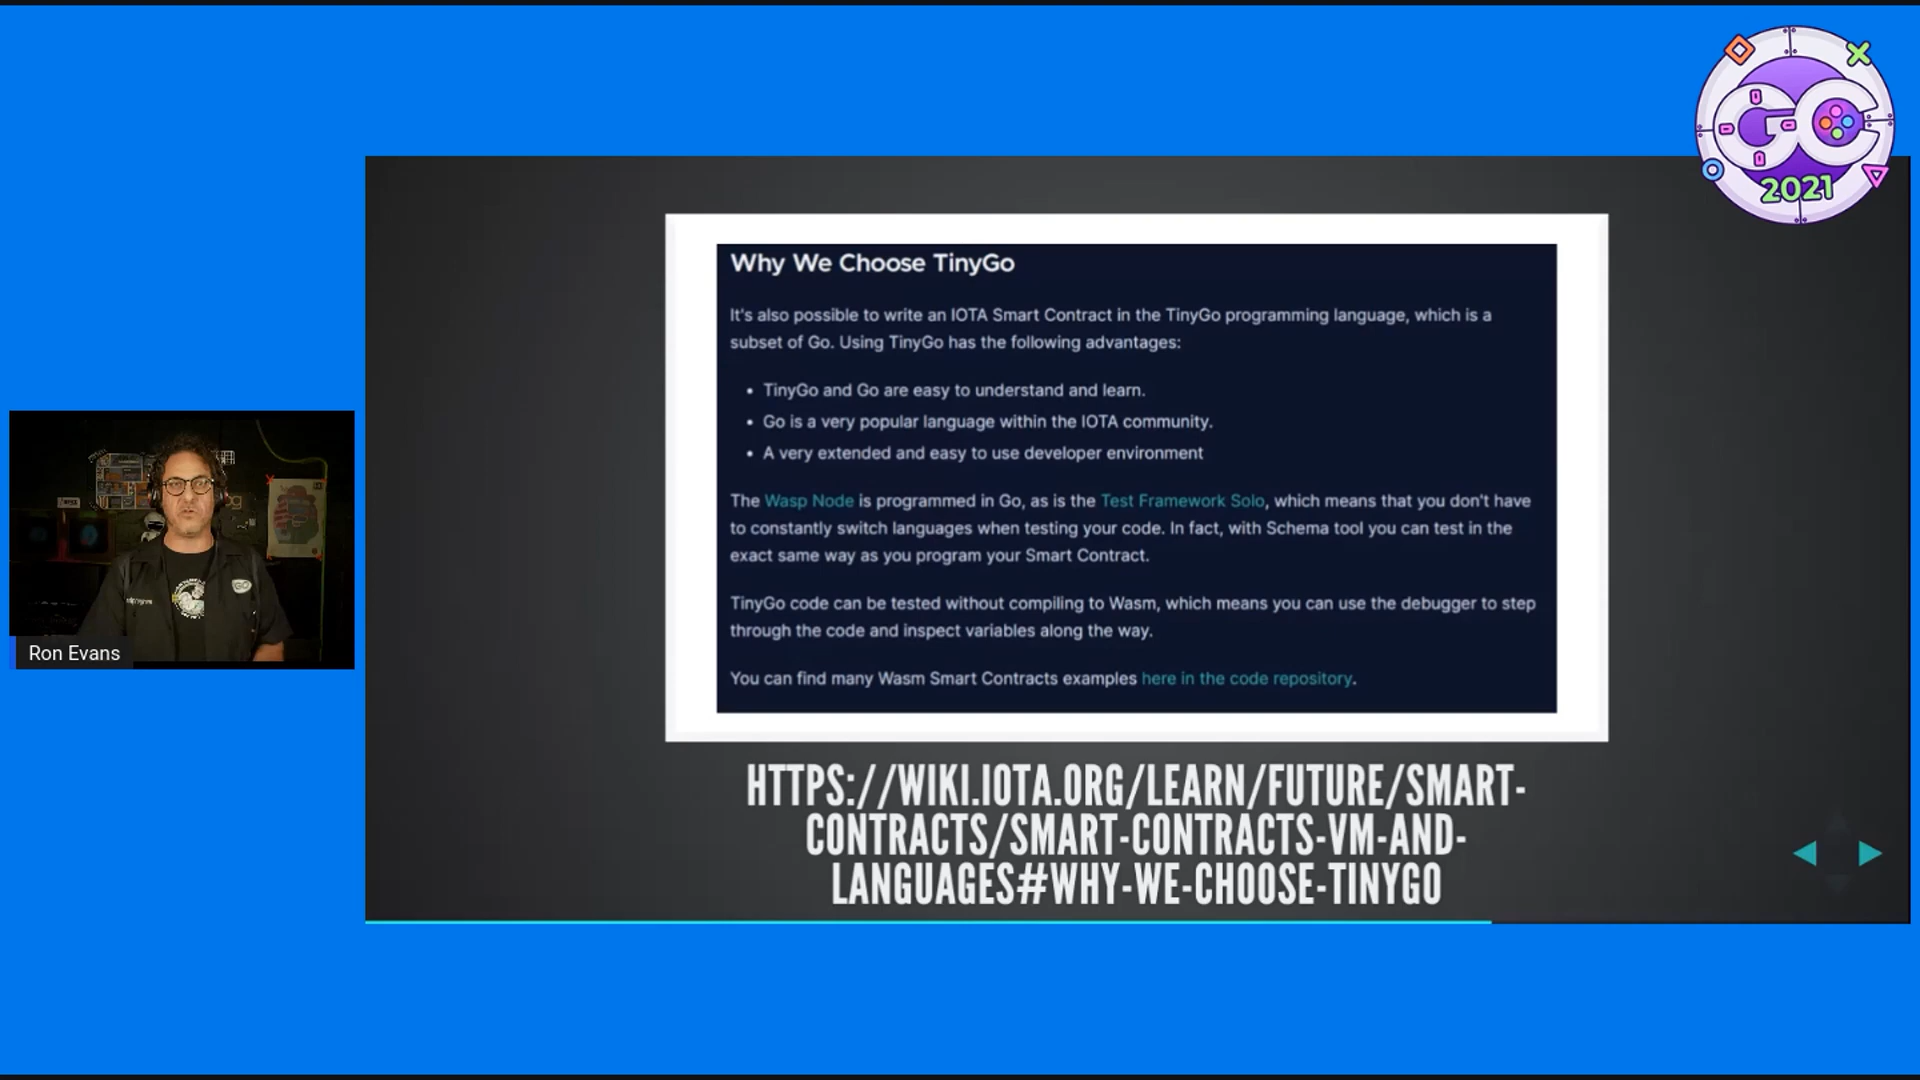 GC
2021
Why We Choose TinyGo
It's also possible to write an IOTA Smart Contract in the TinyGo programming language, which is a
subset of Go. Using TinyGo has the following advantages:
• TinyGo and Go are easy to understand and learn.
• Go is a very popular language within the IOTA community.
• A very extended and easy to use developer environment
The Wasp Node is programmed in Go, as is the Test Framework Solo, which means that you don't have
to constantly switch languages when testing your code. In fact, with Schema tool you can test in the
exact same way as you program your Smart Contract.
TinyGo code can be tested without compiling to Wasm, which means you can use the debugger to step
through the code and inspect variables along the way.
You can find many Wasm Smart Contracts examples here in the code repository.
HTTPS://WIKI.IOTA.ORG/LEARN/FUTURE/SMART-
CONTRACTS/SMART-CONTRACTS-VM-AND-
LANGUAGES#WHY-WE-CHOOSE-TINYGO
GO
Ron Evans